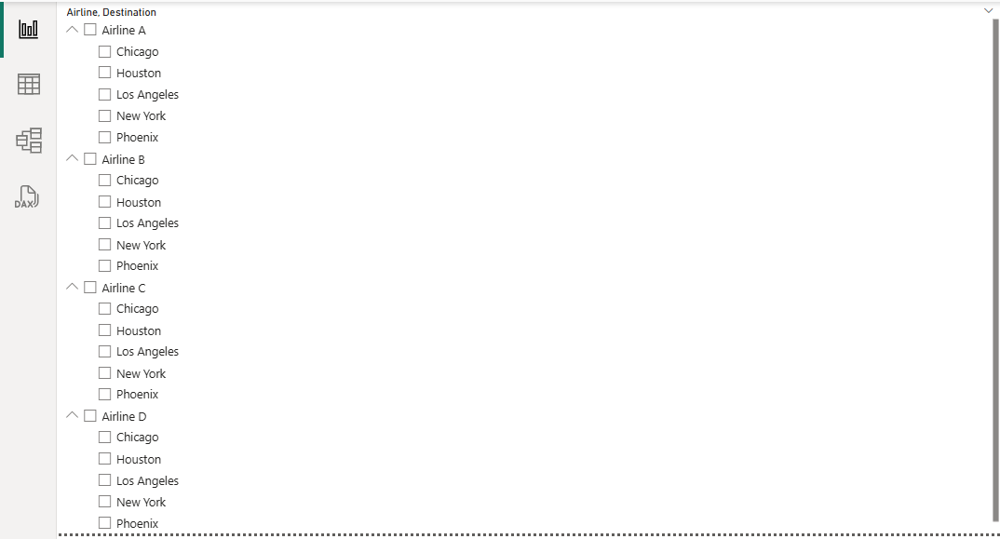 Airline, Destination
Airline A
Chicago
Houston
Los Angeles
New York
Phoenix
Airline B
Chicago
Houston
Los Angeles
New York
Phoenix
Airline C
Chicago
Houston
Los Angeles
New York
Phoenix
Airline D
Chicago
Houston
Los Angeles
New York
Phoenix
DAX